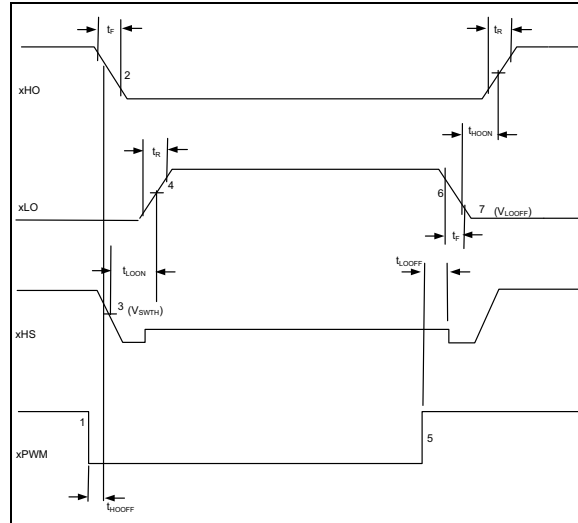 tF
tR
2
xHO
tHOON
tR
4
6
xLO
7 (VLOOFF)
tF
tLOON
tLOOFF
3 (VSWTH)
xHS
1
5
xPWM
tHOOFF